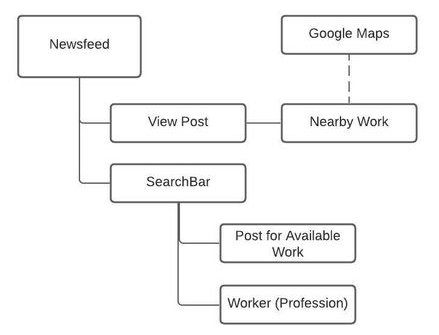 Newsfeed
Google Maps
View Post
Nearby Work
SearchBar
Post for Available
Work
Worker (Profession)